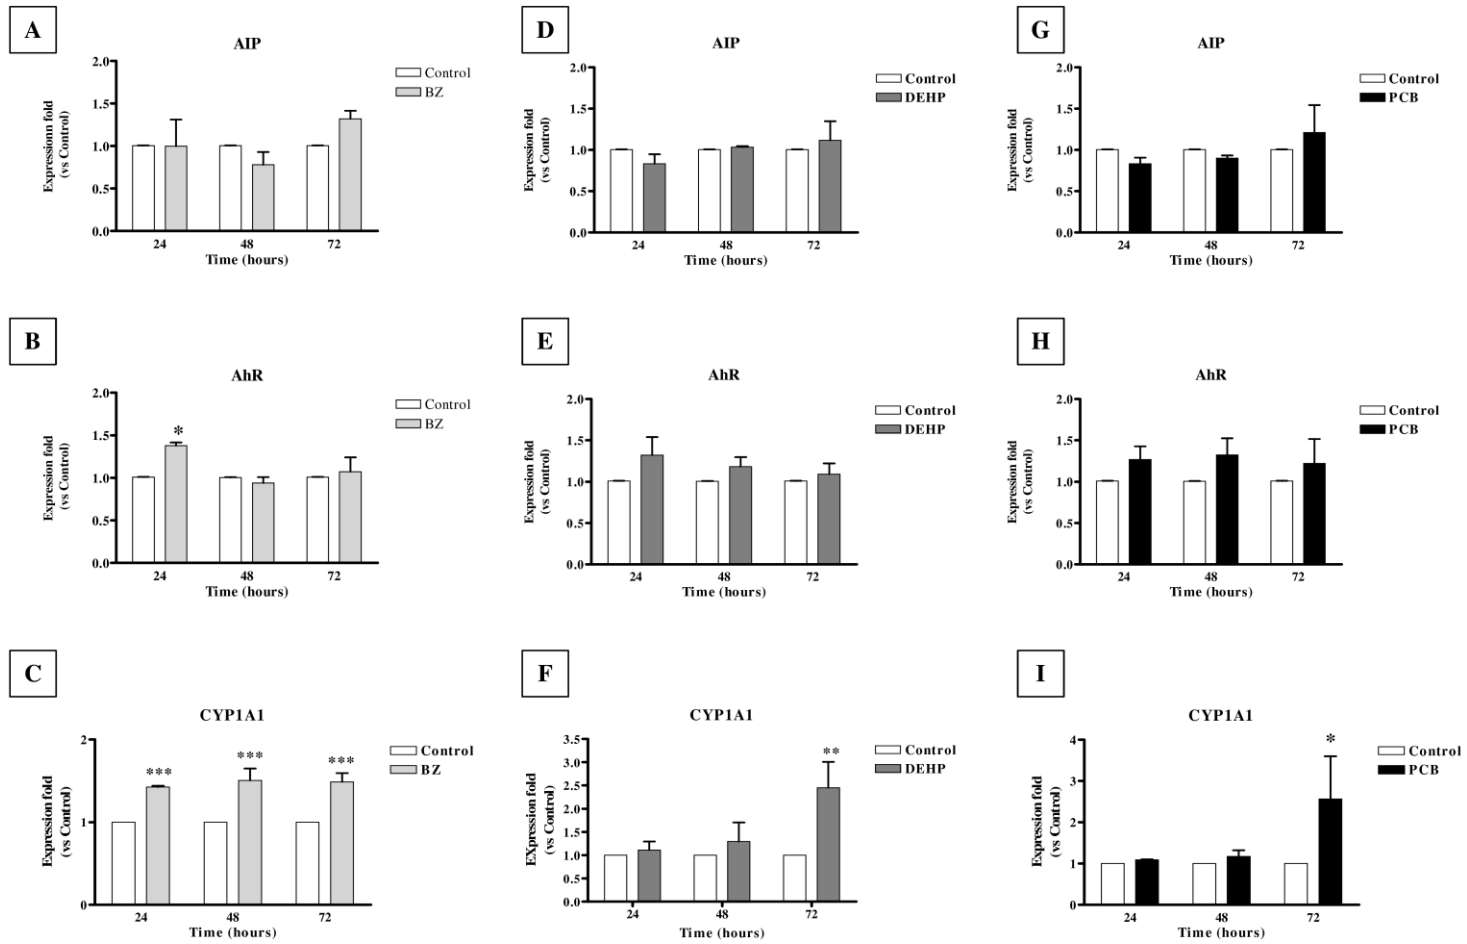 A
AIP
Expressionn fold
(vs Control)
2.0
1.5
1.0
0.5
0.0
24
48
72
Time (hours)
Control
BZ
D
AIP
Expression fold
(vs Control)
2.0
1.5
1.0
0.5
0.0
24
48
72
Time (hours)
Control
DEHP
G
AIP
Expression fold
(vs Control)
2.0
1.5
1.0
0.5
0.0
24
48
72
Time (hours)
Control
PCB
B
AhR
Expression fold
(vs Control)
2.0
1.5
1.0
0.5
0.0
*
24
48
72
Time (hours)
Control
BZ
E
AhR
Expression fold
(vs Control)
2.0
1.5
1.0
0.5
0.0
24
48
72
Time (hours)
Control
DEHP
H
AhR
Expression fold
(vs Control)
2.0
1.5
1.0
0.5
0.0
24
48
72
Time (hours)
Control
PCB
C
CYP1A1
Expression fold
(vs Control)
2
1
0
***
***
***
24
48
72
Time (hours)
Control
BZ
F
CYP1A1
EXpression fold
(vs Control)
3.5
3.0
2.5
2.0
1.5
1.0
0.5
0.0
**
24
48
72
Time (hours)
Control
DEHP
I
CYP1A1
Expression fold
(vs Control)
4
3
2
1
0
*
24
48
72
Time (hours)
Control
PCB